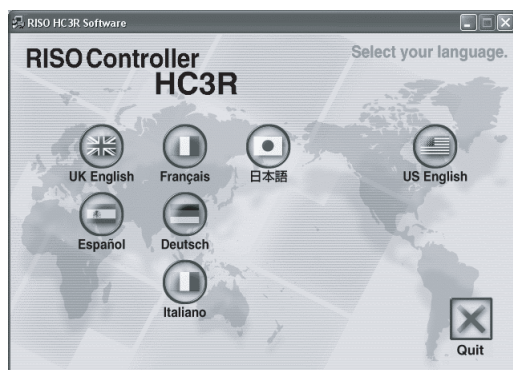 RISO HC3R Software
Select your language.
RISO Controller
HC3R
UK English
Français
日本語
US English
Español
Deutsch
Italiano
Quit